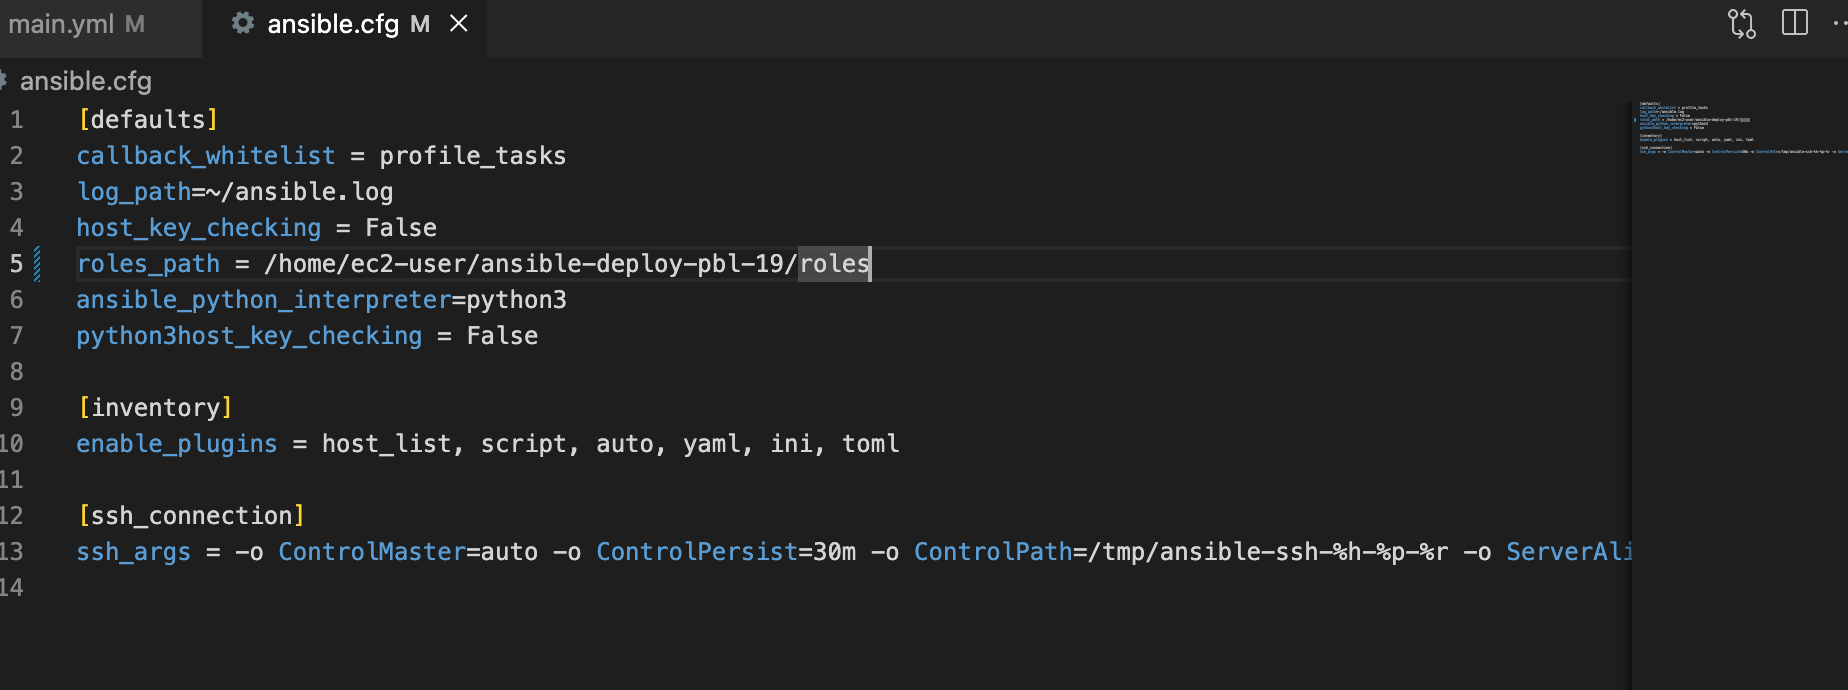 main.yml M
ansible.cfg M
ansible.cfg
1 [defaults]
2 callback_whitelist = profile_tasks
3 log_path=~/ansible.log
4 host_key_checking = False
5 roles_path = /home/ec2-user/ansible-deploy-pbl-19/roles
6 ansible_python_interpreter=python3
7 python3host_key_checking = False
8
9 [inventory]
10 enable_plugins = host_list, script, auto, yaml, ini, toml
11
12 [ssh_connection]
13 ssh_args = -o ControlMaster=auto -o ControlPersist=30m -o ControlPath=/tmp/ansible-ssh-%h-%p-%r -o ServerAli
14